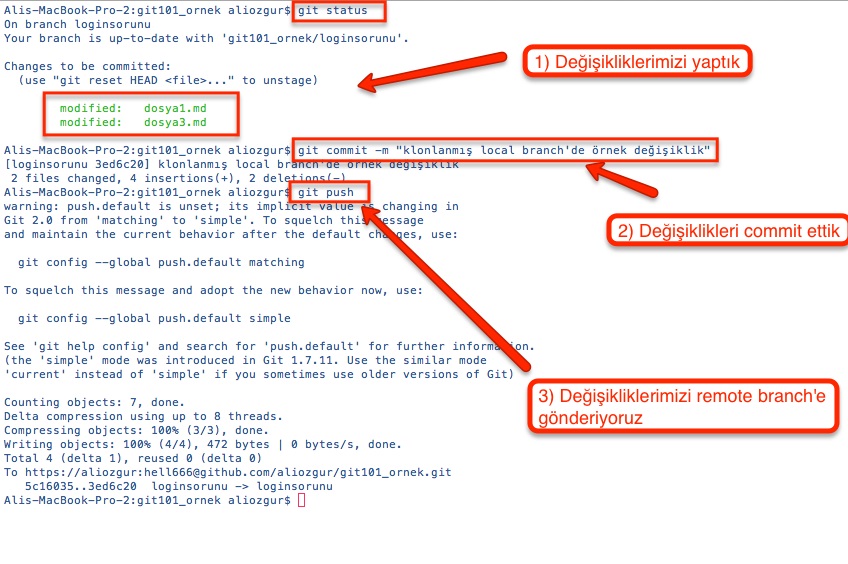 Alis-MacBook-Pro-2:git101_ornek aliozgur$ git status
On branch loginsorunu
Your branch is up-to-date with 'git101_ornek/loginsorunu'.
1) Değişikliklerimizi yaptık
Changes to be committed:
(use "git reset HEAD <file>..." to unstage)
modified: dosya1.md
modified: dosya3.md
Alis-MacBook-Pro-2:git101_ornek aliozgur$ git commit -m "klonlanmış local branch'de örnek değişiklik"
[loginsorunu 3ed6c20] klonlanmış local branch'de örnek değişiklik
2 files changed, 4 insertions(+), 2 deletions(-)
Alis-MacBook-Pro-2:git101_ornek aliozgur$ git push
warning: push.default is unset; its implicit value is changing in
Git 2.0 from 'matching' to 'simple'. To squelch this message
and maintain the current behavior after the default changes, use:
2) Değişiklikleri commit ettik
git config --global push.default matching
To squelch this message and adopt the new behavior now, use:
git config --global push.default simple
See 'git help config' and search for 'push.default' for further information.
(the 'simple' mode was introduced in Git 1.7.11. Use the similar mode
'current' instead of 'simple' if you sometimes use older versions of Git)
3) Değişikliklerimizi remote branch'e
gönderiyoruz
Counting objects: 7, done.
Delta compression using up to 8 threads.
Compressing objects: 100% (3/3), done.
Writing objects: 100% (4/4), 472 bytes | 0 bytes/s, done.
Total 4 (delta 1), reused 0 (delta 0)
To https://aliozgur:hell666@github.com/aliozgur/git101_ornek.git
5c16035..3ed6c20 loginsorunu -> loginsorunu
Alis-MacBook-Pro-2:git101_ornek aliozgur$